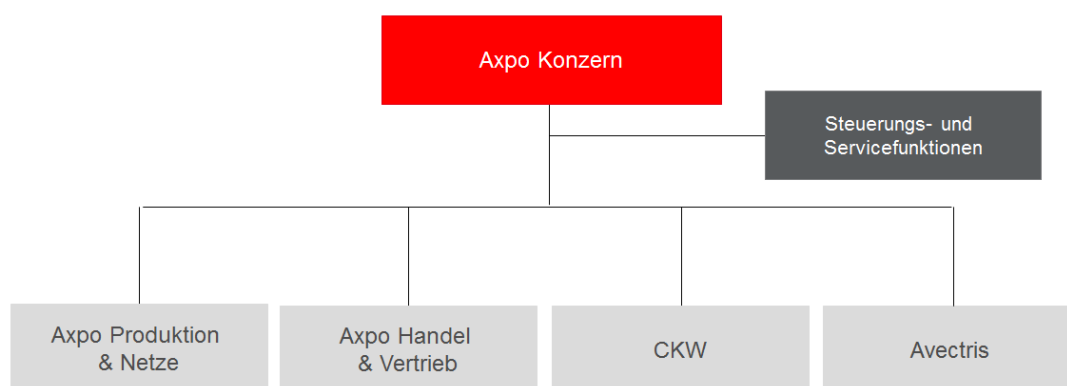 Axpo Konzern
Steuerungs- und
Servicefunktionen
Axpo Produktion
& Netze
Axpo Handel
& Vertrieb
CKW
Avectris